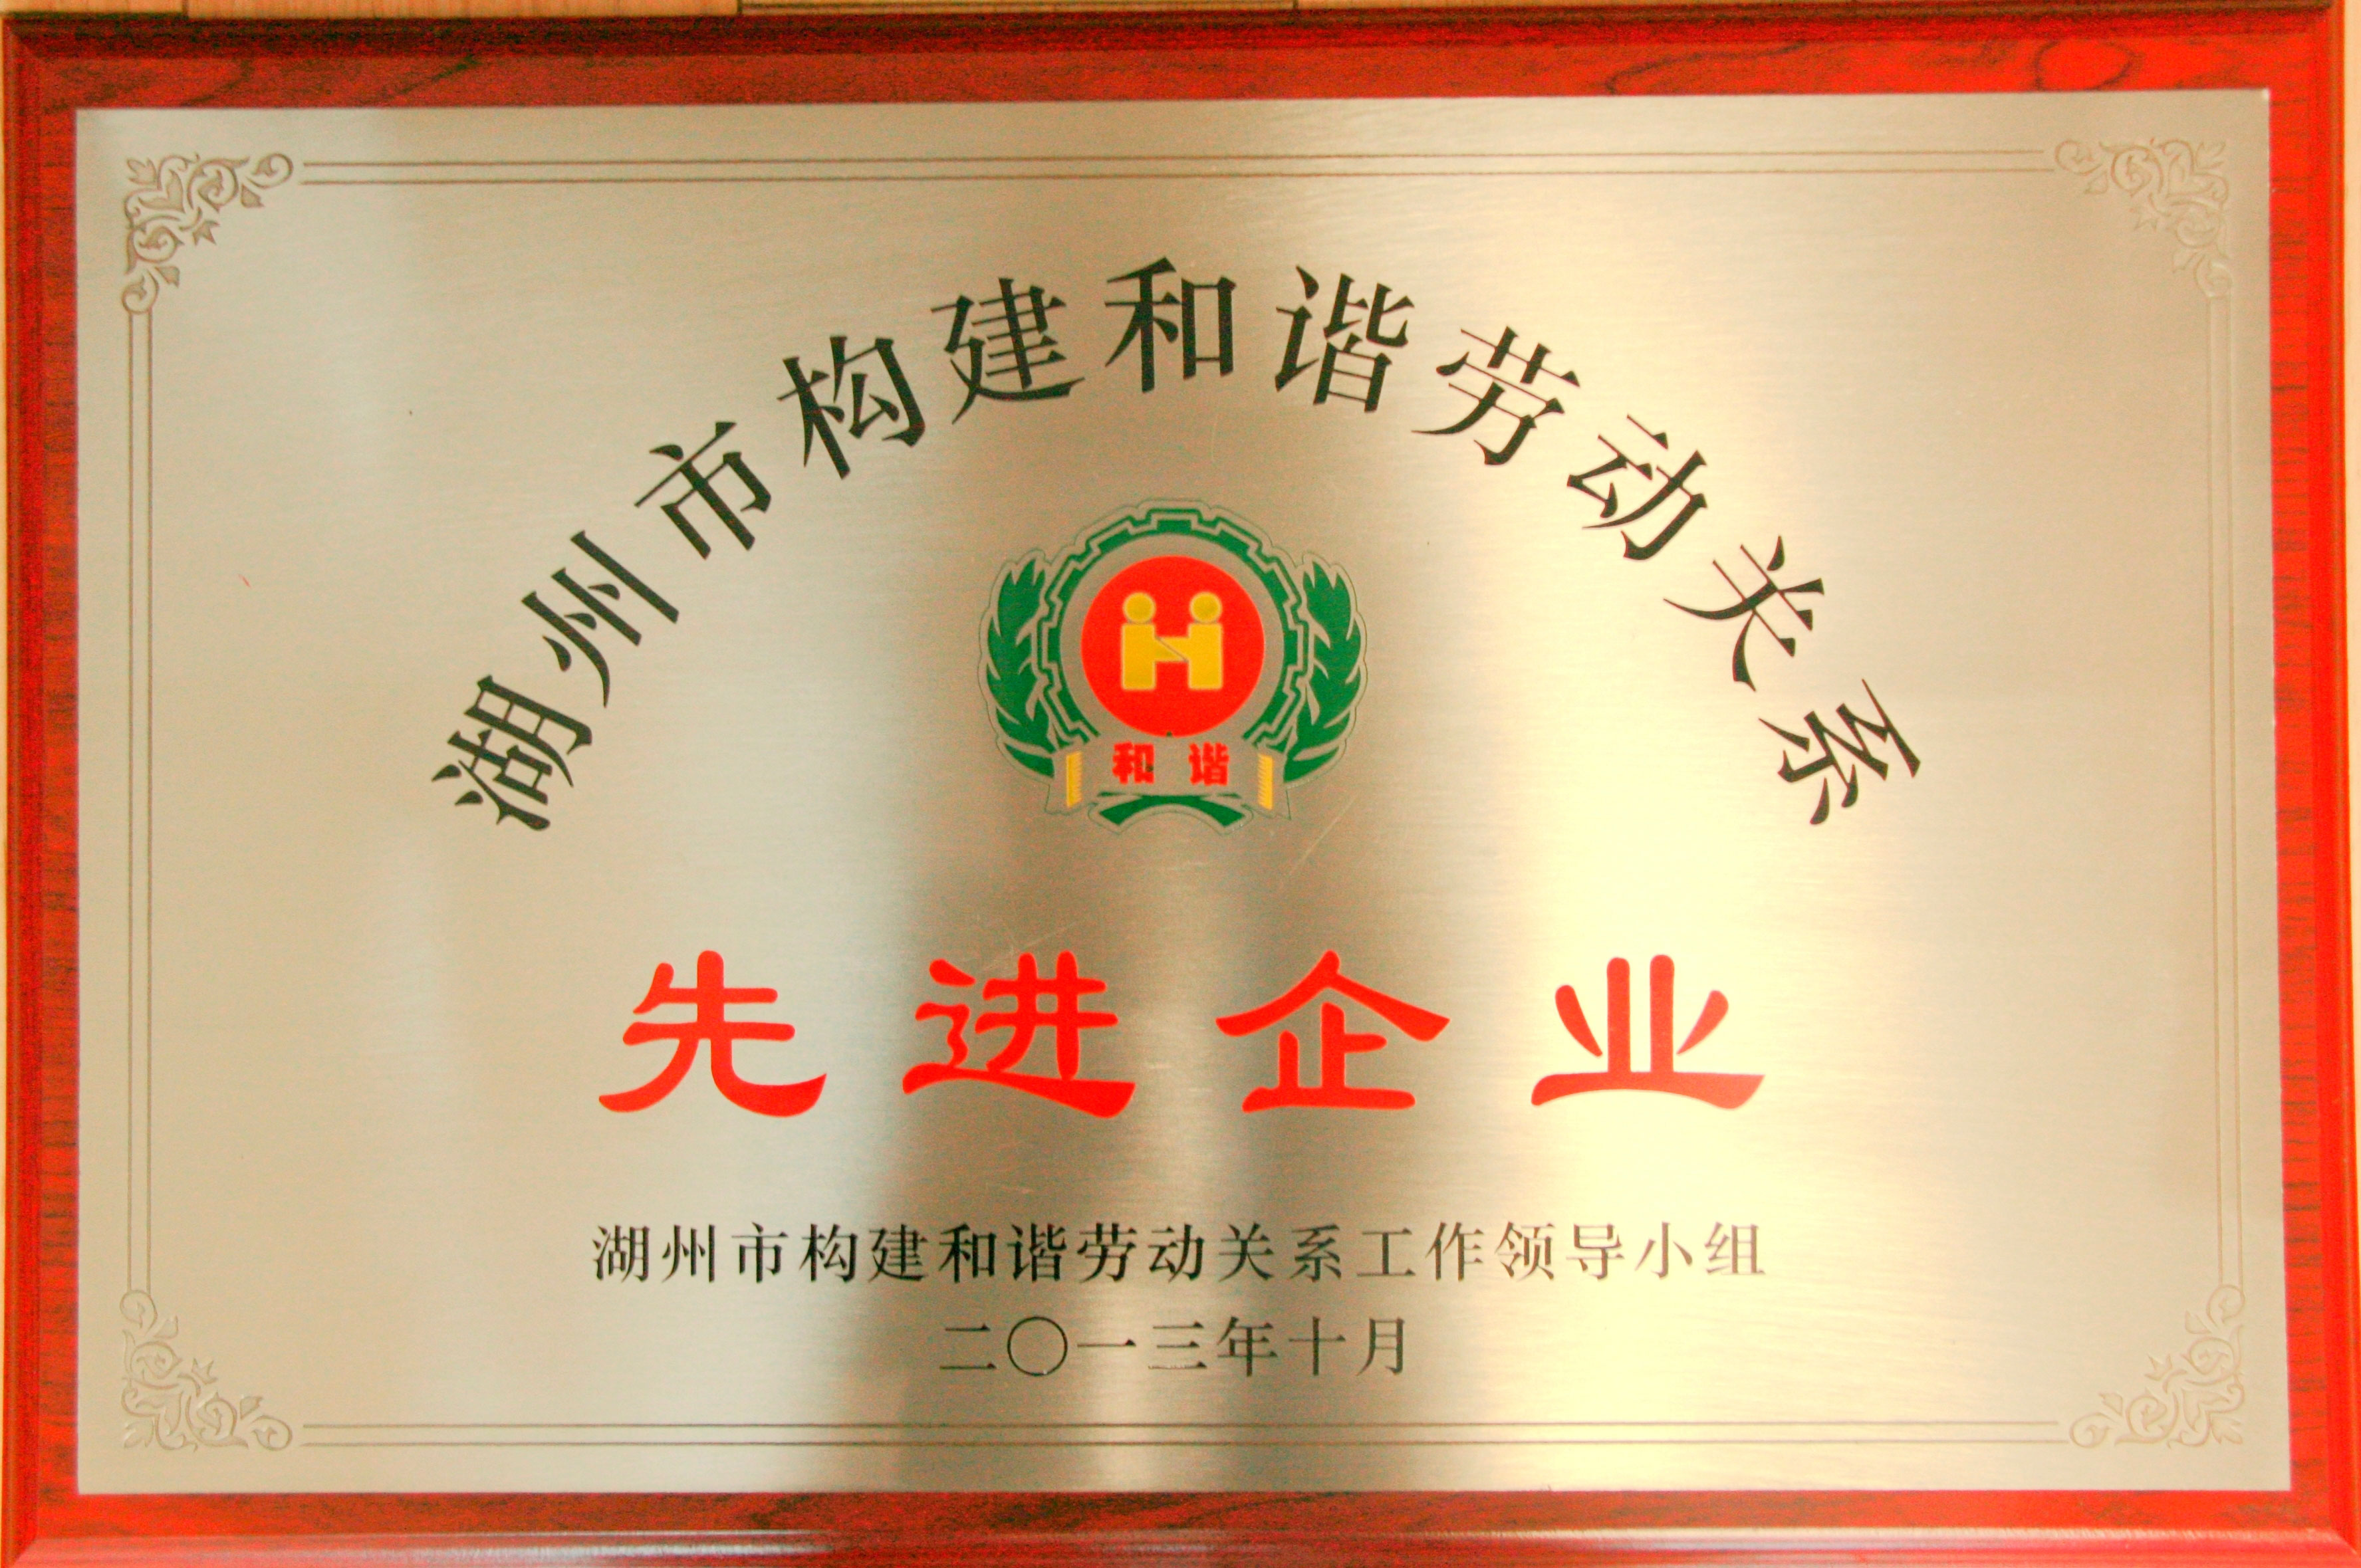 湖州市构建和谐劳动关系
和谐
先进企业
湖州市构建和谐劳动关系工作领导小组
二〇一三年十月